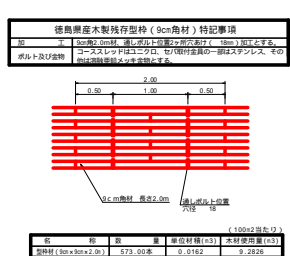 徳島県産木製残存型枠（9㎝角材）特記事項
加　工　9㎝角2.0m材、通しボルト位置2ヶ所穴あけ（　18㎜）加工とする。
ボルト及び金物　コーススレッドはユニクロ、セパ取付金具の一部はステンレス、その
他は溶融亜鉛メッキ金物とする。
2.00
0.50　1.00　0.50
9ｃｍ角材　長さ2.0m
通しボルト位置
穴径　18
（100m2当たり）
名　称　数　量　単位材積(m3)　木材使用量(m3)
型枠材(9㎝x9㎝x2.0m)　573.00本　0.0162　9.2826